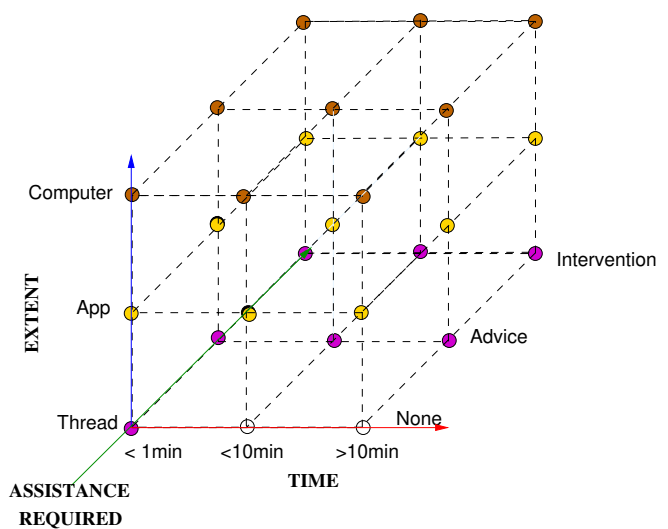 Computer
Intervention
App
EXTENT
Advice
Thread
None
< 1min
<10min
>10min
TIME
ASSISTANCE
REQUIRED